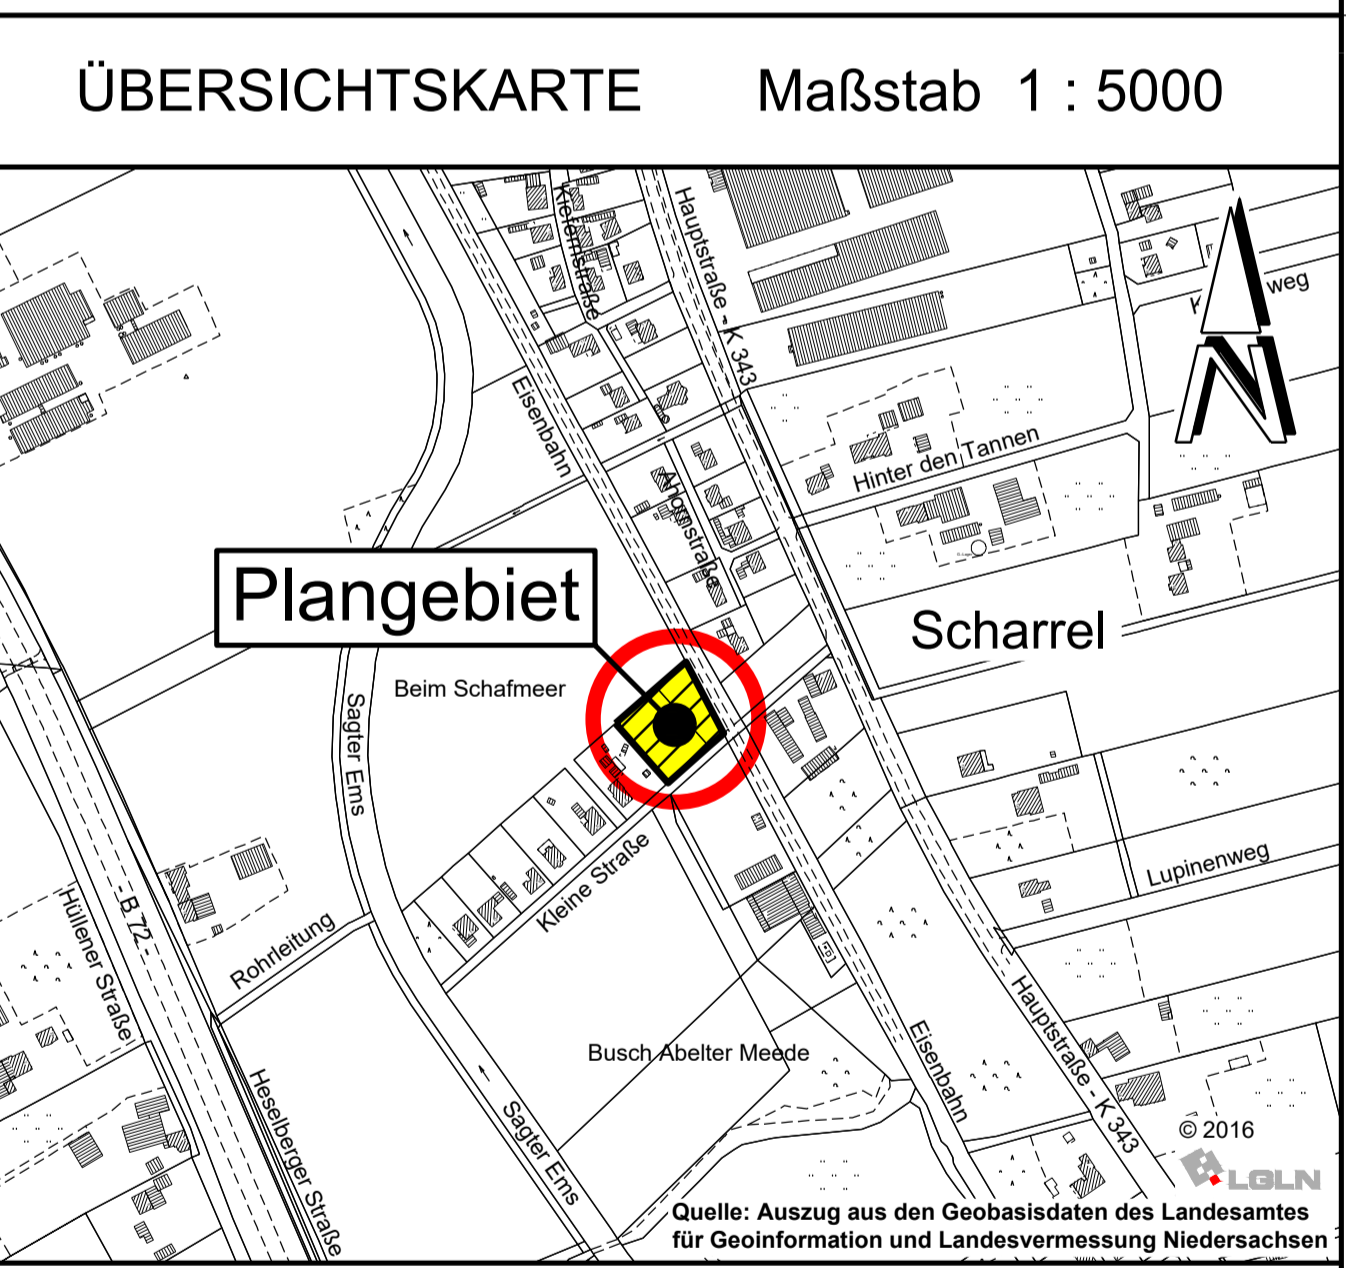 ÜBERSICHTSKARTE Maßstab 1 : 5000
Kiefernstraße
Hauptstraße - K 343
weg
Eisenbahn
Hinter den Tannen
Ahornstraße
Plangebiet
Scharrel
Beim Schafmeer
Sagter Ems
Kleine Straße
Lupinenweg
Hüllener Straße
- B 72 -
Rohrleitung
Busch Abelter Meede
Eisenbahn
Hauptstraße - K 343
Heselberger Straße
Sagter Ems
N
© 2016
LGLN
Quelle: Auszug aus den Geobasisdaten des Landesamtes
für Geoinformation und Landesvermessung Niedersachsen